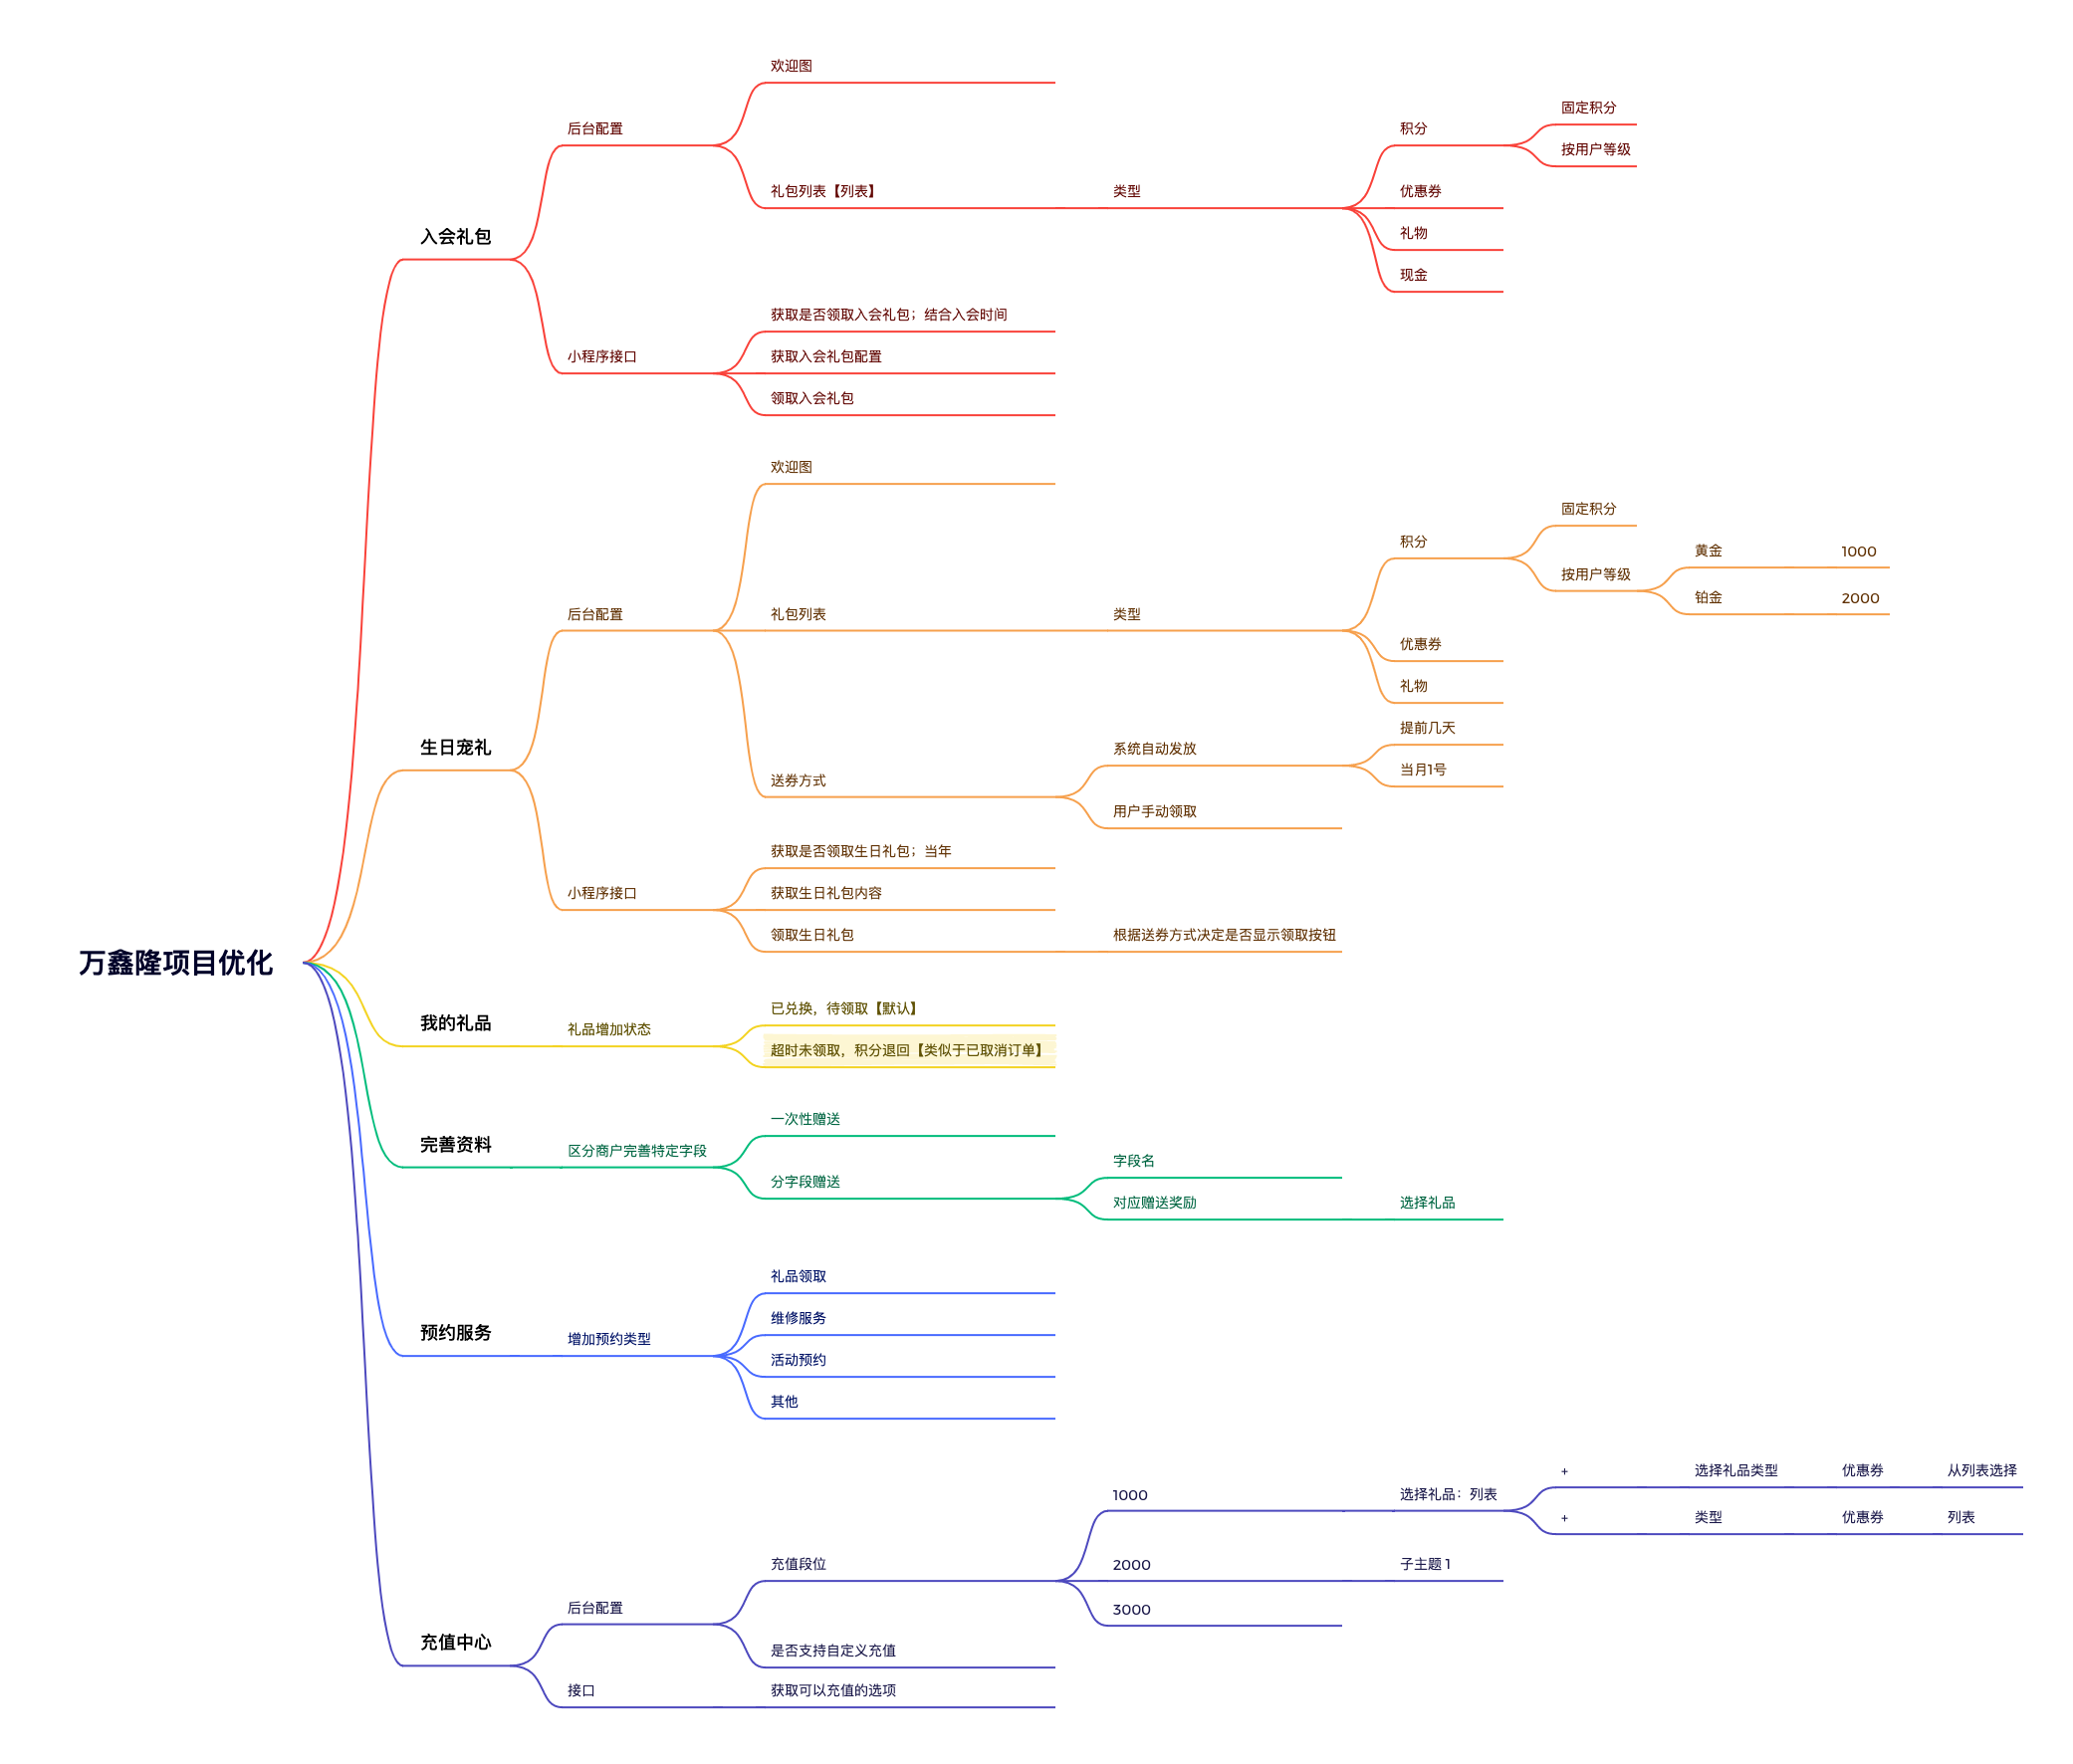 万鑫隆项目优化
入会礼包
后台配置
欢迎图
礼包列表【列表】
类型
积分
固定积分
按用户等级
优惠券
礼物
现金
小程序接口
获取是否领取入会礼包；结合入会时间
获取入会礼包配置
领取入会礼包
生日宠礼
后台配置
欢迎图
礼包列表
类型
积分
固定积分
按用户等级
黄金
1000
铂金
2000
优惠券
礼物
送券方式
系统自动发放
提前几天
当月1号
用户手动领取
小程序接口
获取是否领取生日礼包；当年
获取生日礼包内容
领取生日礼包
根据送券方式决定是否显示领取按钮
我的礼品
礼品增加状态
已兑换，待领取【默认】
超时未领取，积分退回【类似于已取消订单】
完善资料
区分商户完善特定字段
一次性赠送
分字段赠送
字段名
对应赠送奖励
选择礼品
预约服务
增加预约类型
礼品领取
维修服务
活动预约
其他
充值中心
后台配置
充值段位
1000
选择礼品：列表
+
选择礼品类型
优惠券
从列表选择
+
类型
优惠券
列表
2000
子主题 1
3000
是否支持自定义充值
接口
获取可以充值的选项